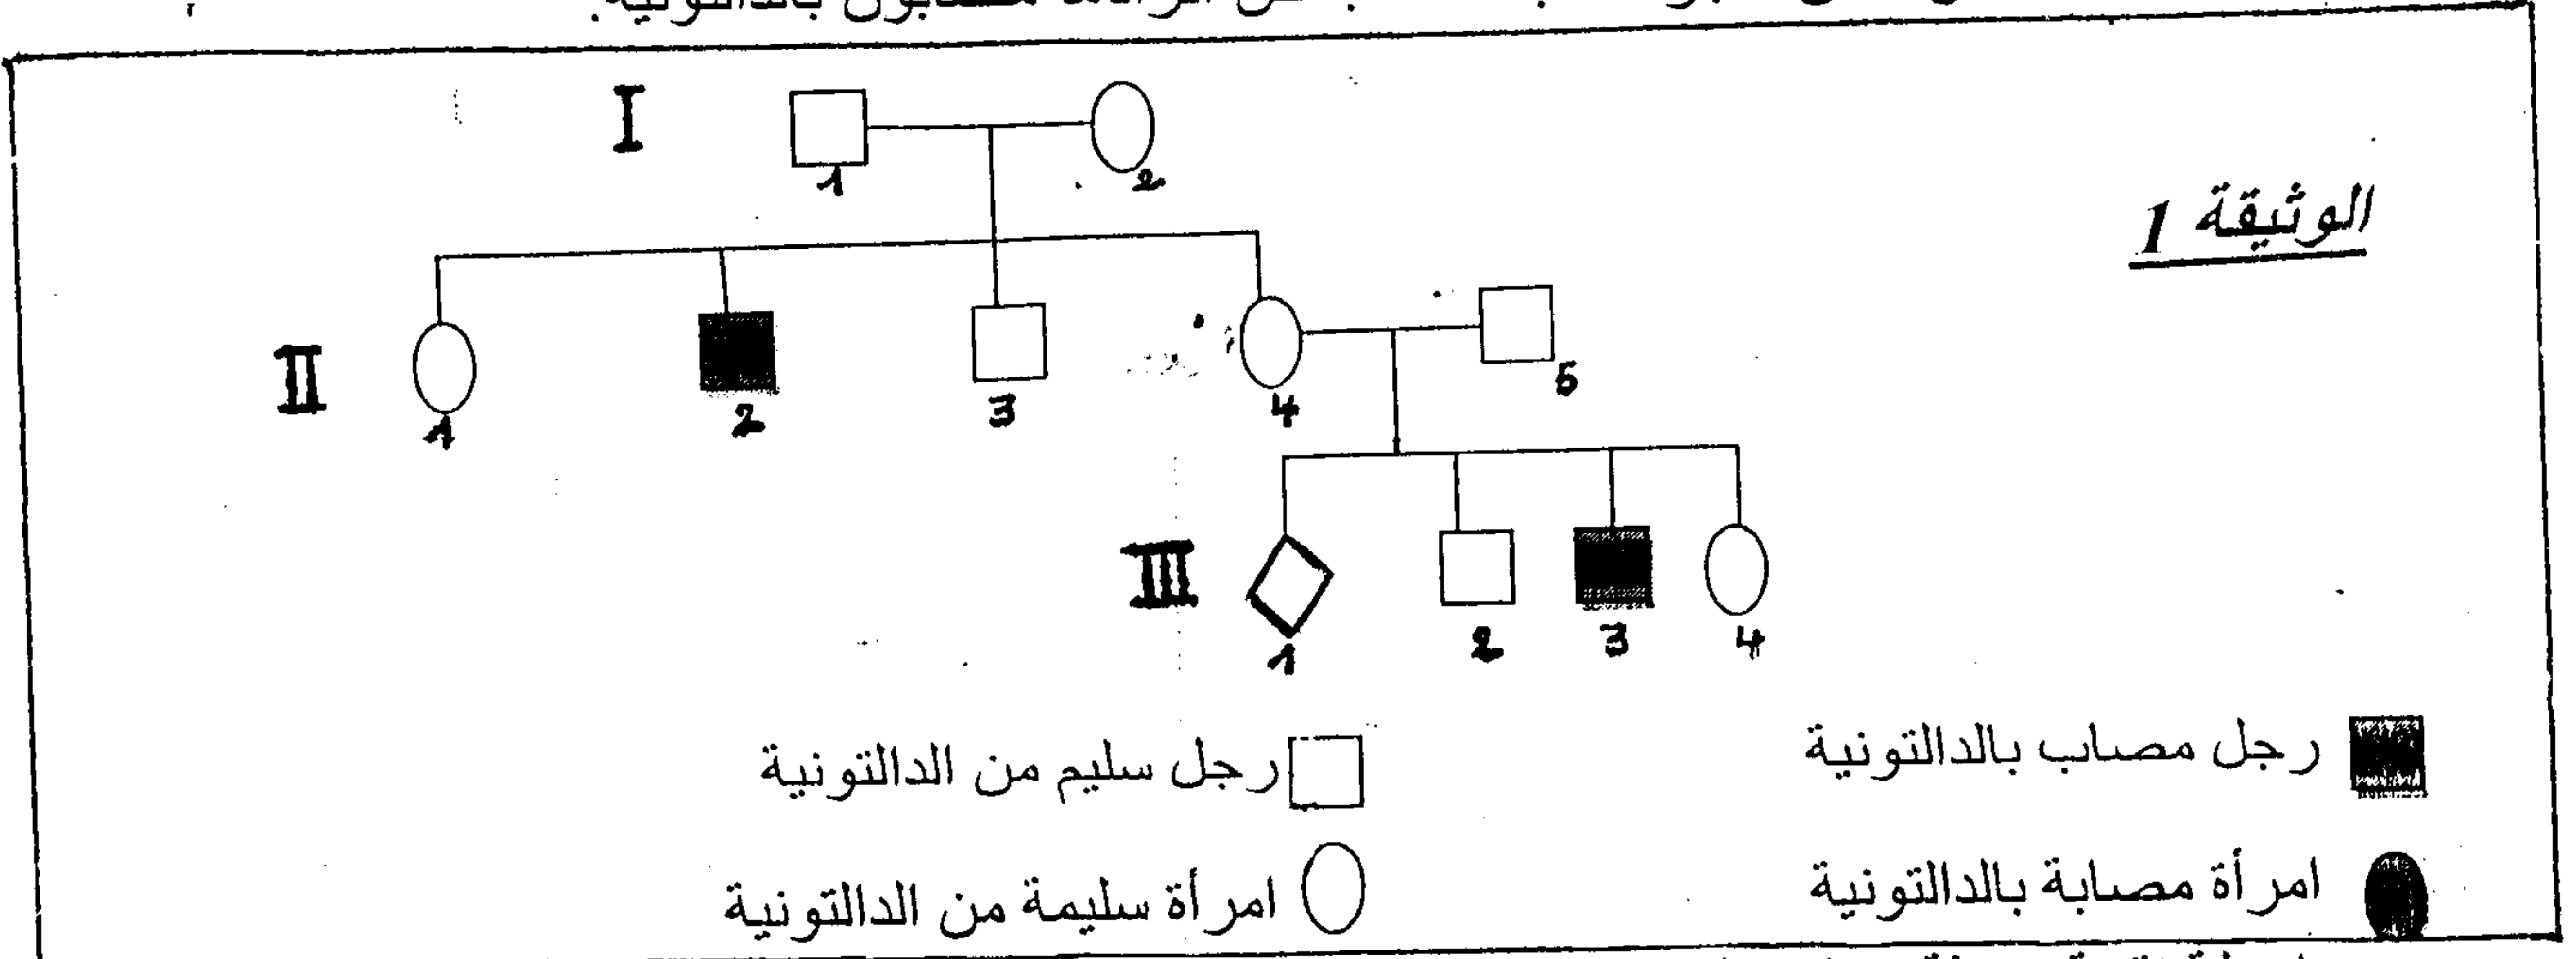 بالدالتونية.
I
1 2
الوثيقة 1
II
1 2 3 4 5
III
1 2 3 4
رجل مصاب بالدالتونية
رجل سليم من الدالتونية
امرأة مصابة بالدالتونية
امرأة سليمة من الدالتونية